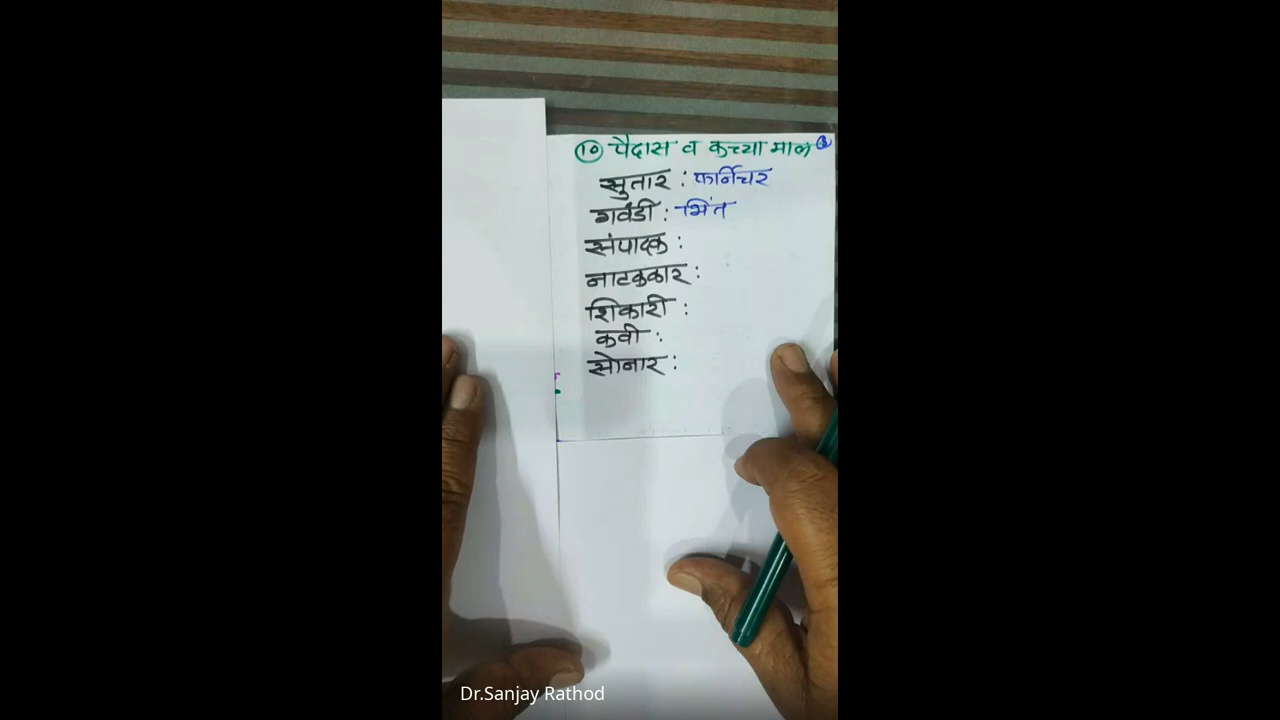 १० पैदास व कच्चा माल
सुतार : फर्निचर
गवंडी : भिंत
संपादक :
नाटककार :
शिकारी :
कवी :
सोनार :
Dr.Sanjay Rathod